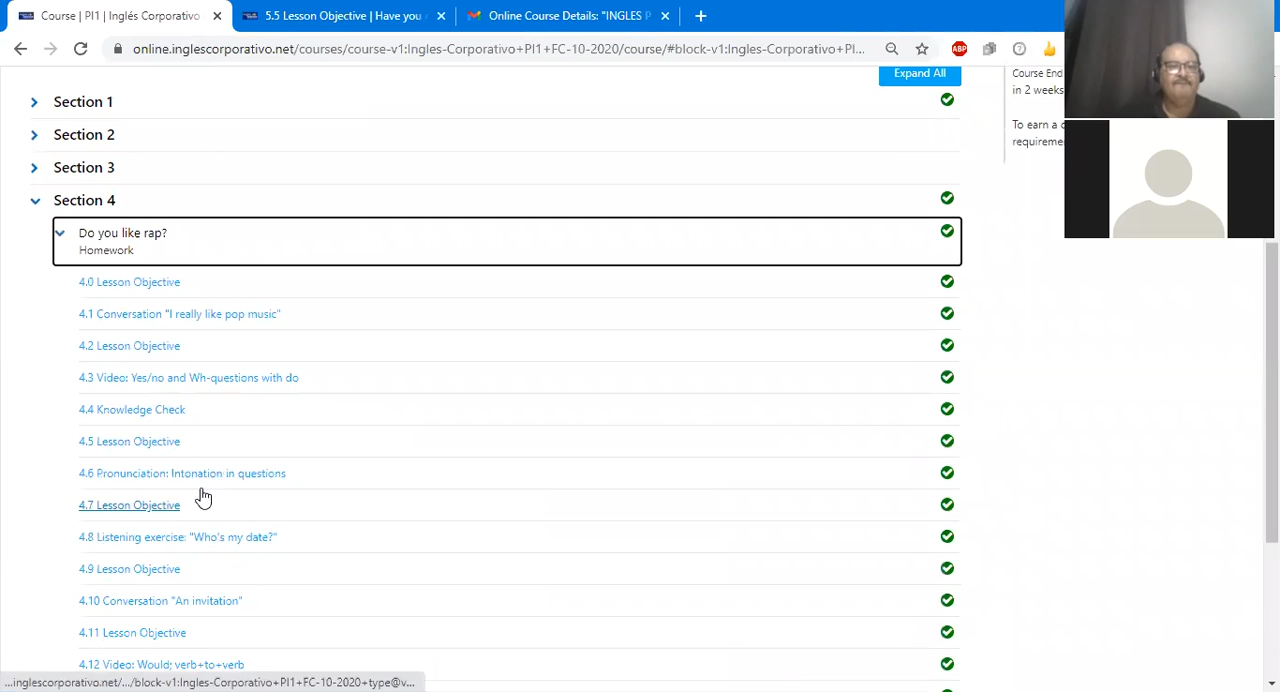 Course | PI1 | Inglés Corporativo
5.5 Lesson Objective | Have you
Online Course Details: "INGLES P
online.inglescorporativo.net/courses/course-v1:Ingles-Corporativo+PI1+FC-10-2020/course/#block-v1:Ingles-Corporativo+PI...
ABP
Expand All
Course End
in 2 weeks
To earn a c
requireme
Section 1
Section 2
Section 3
Section 4
Do you like rap?
Homework
4.0 Lesson Objective
4.1 Conversation "I really like pop music"
4.2 Lesson Objective
4.3 Video: Yes/no and Wh-questions with do
4.4 Knowledge Check
4.5 Lesson Objective
4.6 Pronunciation: Intonation in questions
4.7 Lesson Objective
4.8 Listening exercise: "Who's my date?"
4.9 Lesson Objective
4.10 Conversation "An invitation"
4.11 Lesson Objective
4.12 Video: Would; verb+to+verb
...inglescorporativo.net/.../block-v1:Ingles-Corporativo+PI1+FC-10-2020+type@v...